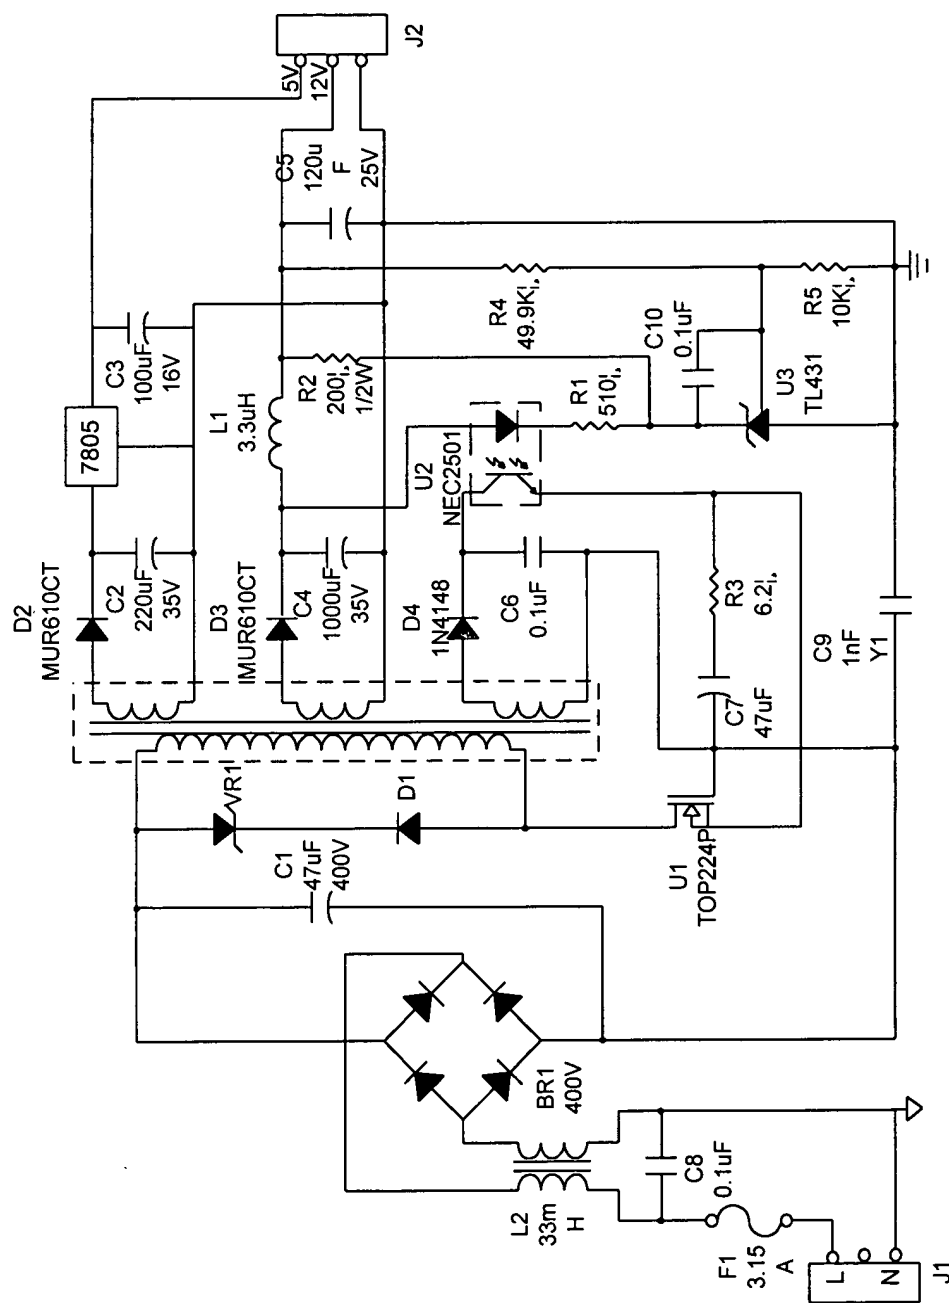 J1
L
N
F1
3.15
A
C8
0.1uF
L2
33m
H
BR1
400V
C1
47uF
400V
VR1
D1
U1
TOP224P
C7
47uF
R3
6.2¦¸
C9
1nF
Y1
D2
MUR610CT
C2
220uF
35V
7805
C3
100uF
16V
D3
MUR610CT
C4
1000uF
35V
L1
3.3uH
D4
1N4148
C6
0.1uF
U2
NEC2501
R2
200¦¸
1/2W
R1
510¦¸
R4
49.9K¦¸
C10
0.1uF
U3
TL431
R5
10K¦¸
C5
120u
F
25V
5V
12V
J2